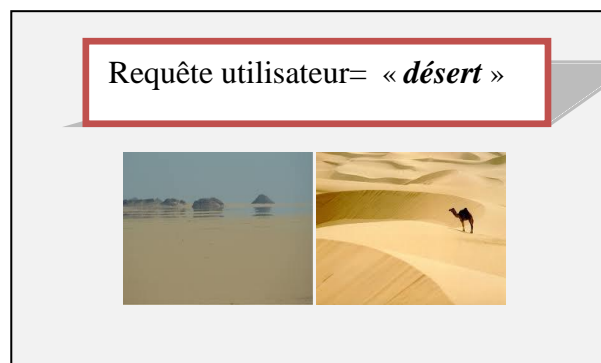 Requête utilisateur= « désert »